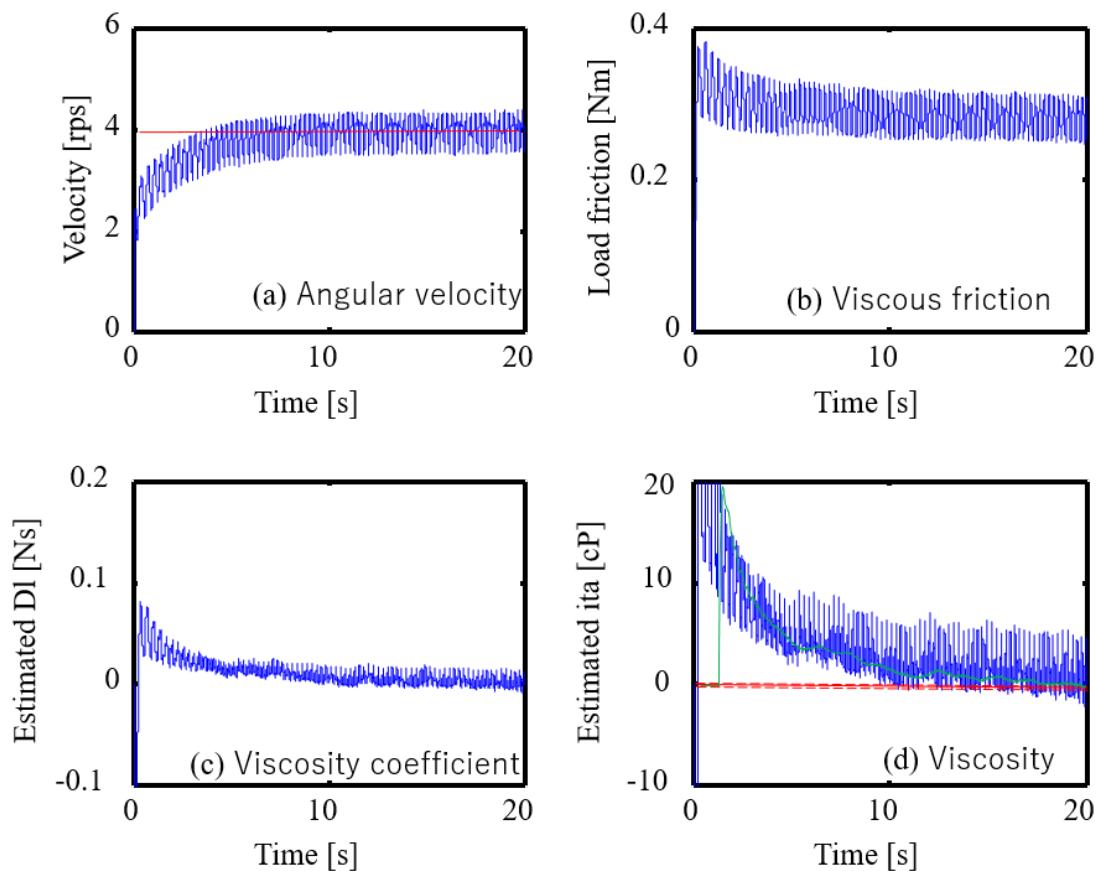 6
4
2
0
Velocity [rps]
(a) Angular velocity
0
10
20
Time [s]
0.4
0.2
0
Load friction [Nm]
(b) Viscous friction
0
10
20
Time [s]
0.2
0.1
0
-0.1
Estimated Dl [Ns]
(c) Viscosity coefficient
0
10
20
Time [s]
20
10
0
-10
Estimated ita [cP]
(d) Viscosity
0
10
20
Time [s]